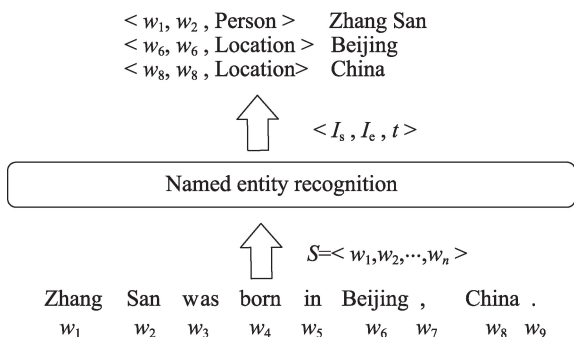 < w₁, w₂ , Person > Zhang San
< w₆, w₆ , Location > Beijing
< w₈, w₈ , Location> China
< Iₛ , Iₑ , t >
Named entity recognition
S=< w₁,w₂,···,wₙ >
Zhang San was born in Beijing , China .
w₁ w₂ w₃ w₄ w₅ w₆ w₇ w₈ w₉